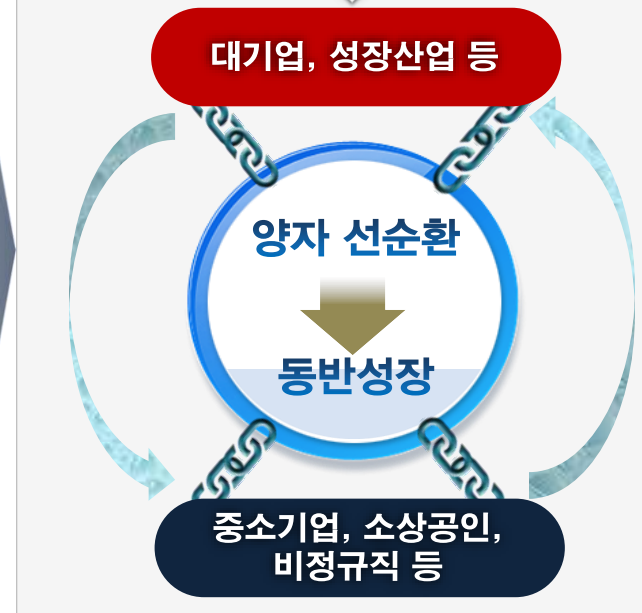 대기업, 성장산업 등
양자 선순환
동반성장
중소기업, 소상공인,
비정규직 등